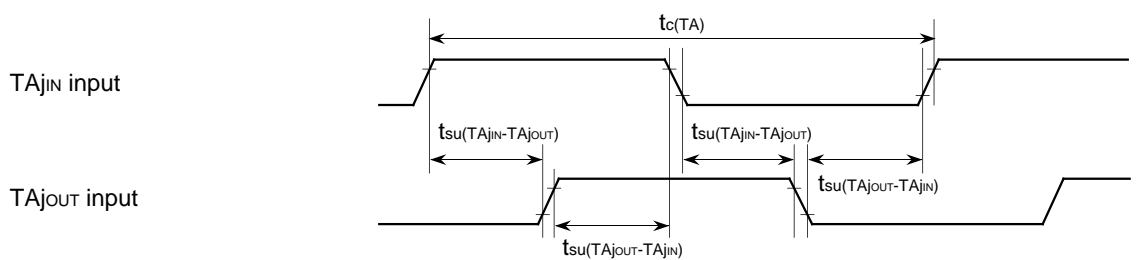 tc(TA)
TAjIN input
tsu(TAjIN-TAjOUT) tsu(TAjIN-TAjOUT)
tsu(TAjOUT-TAjIN)
TAjOUT input
tsu(TAjOUT-TAjIN)